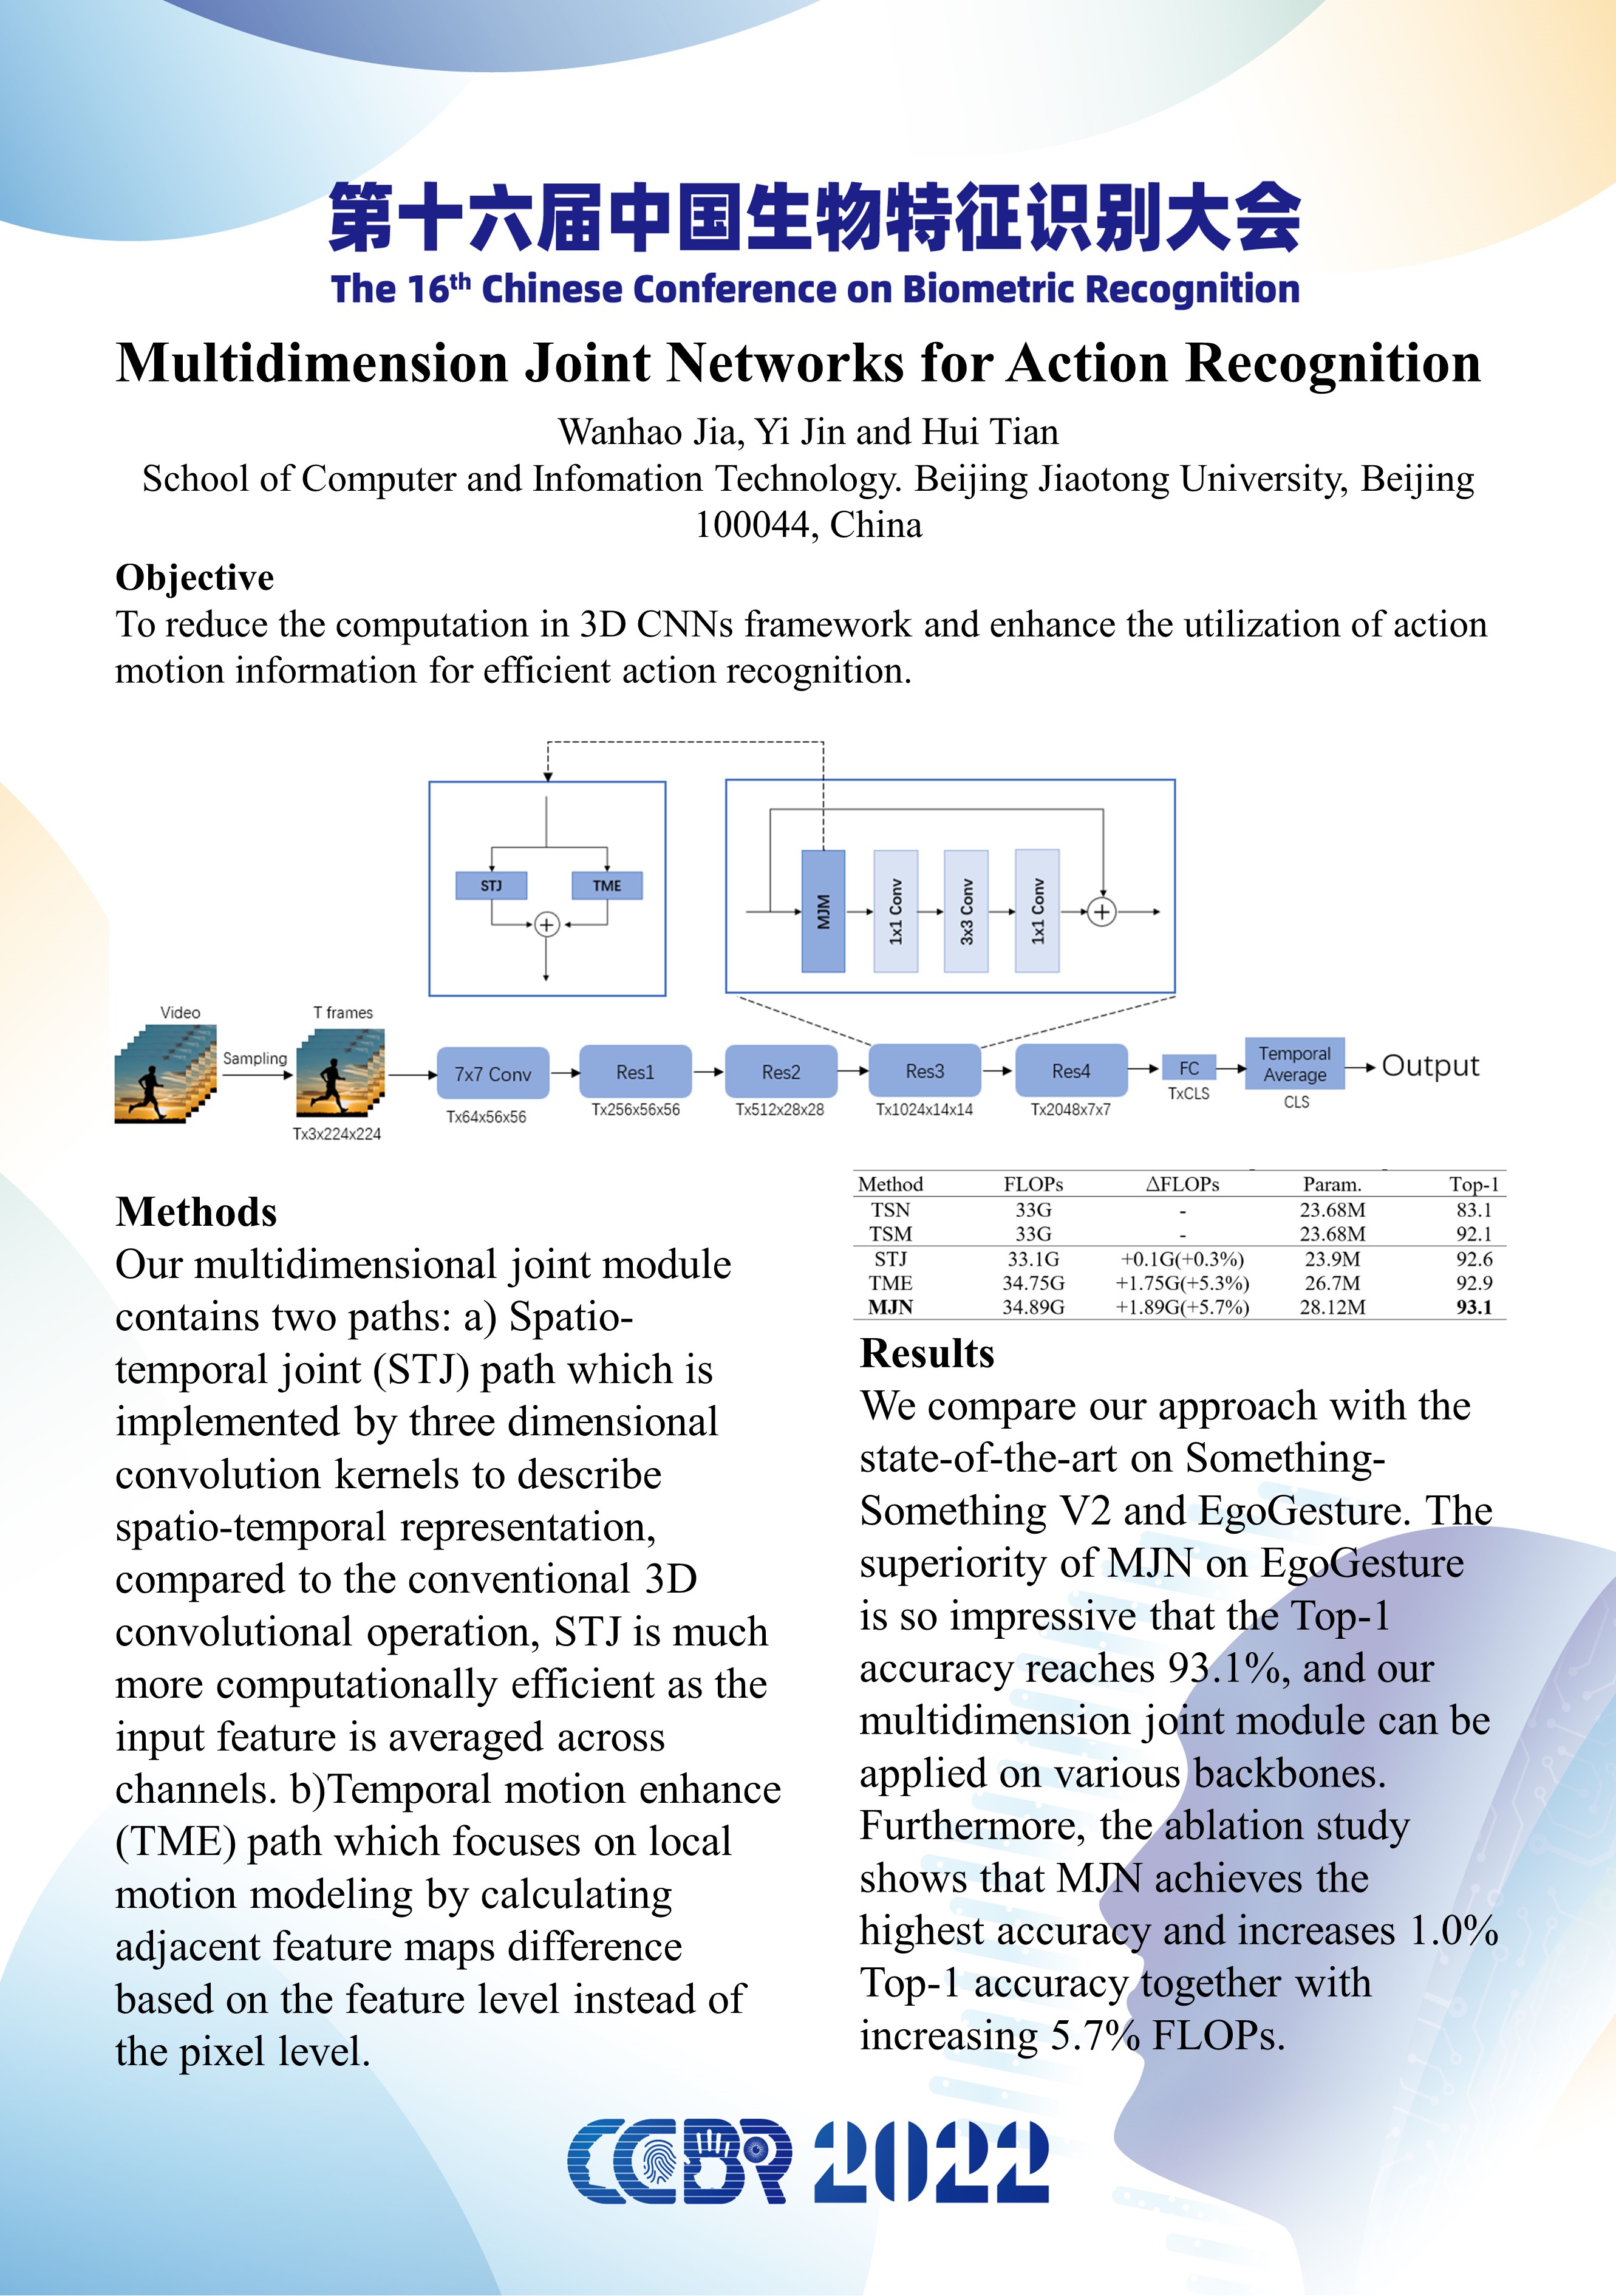 第十六届中国生物特征识别大会
The 16th Chinese Conference on Biometric Recognition
Multidimension Joint Networks for Action Recognition
Wanhao Jia, Yi Jin and Hui Tian
School of Computer and Infomation Technology. Beijing Jiaotong University, Beijing
100044, China
Objective
To reduce the computation in 3D CNNs framework and enhance the utilization of action
motion information for efficient action recognition.
STJ TME
MJM 1x1 Conv 3x3 Conv 1x1 Conv
Video Sampling T frames
Tx3x224x224
7x7 Conv Res1 Res2 Res3 Res4 FC Temporal Average Output
Tx64x56x56 Tx256x56x56 Tx512x28x28 Tx1024x14x14 Tx2048x7x7 TxCLS CLS
Methods
Our multidimensional joint module
contains two paths: a) Spatio-
temporal joint (STJ) path which is
implemented by three dimensional
convolution kernels to describe
spatio-temporal representation,
compared to the conventional 3D
convolutional operation, STJ is much
more computationally efficient as the
input feature is averaged across
channels. b)Temporal motion enhance
(TME) path which focuses on local
motion modeling by calculating
adjacent feature maps difference
based on the feature level instead of
the pixel level.
Method FLOPs ΔFLOPs Param. Top-1
TSN 33G - 23.68M 83.1
TSM 33G - 23.68M 92.1
STJ 33.1G +0.1G(+0.3%) 23.9M 92.6
TME 34.75G +1.75G(+5.3%) 26.7M 92.9
MJN 34.89G +1.89G(+5.7%) 28.12M 93.1
Results
We compare our approach with the
state-of-the-art on Something-
Something V2 and EgoGesture. The
superiority of MJN on EgoGesture
is so impressive that the Top-1
accuracy reaches 93.1%, and our
multidimension joint module can be
applied on various backbones.
Furthermore, the ablation study
shows that MJN achieves the
highest accuracy and increases 1.0%
Top-1 accuracy together with
increasing 5.7% FLOPs.
CCBR 2022